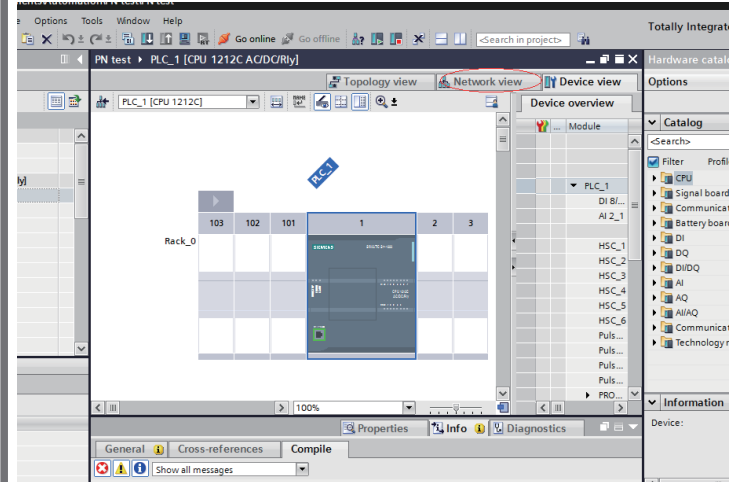 Options Tools Window Help
Totally Integrat
Go online Go offline <Search in project>
PN test ▸ PLC_1 [CPU 1212C AC/DC/Rly]
Hardware catal
Topology view Network view Device view
Options
PLC_1 [CPU 1212C]
Device overview
Catalog
... Module
<Search>
Filter Profil
PLC_1
CPU
DI 8/...
Signal board
AI 2_1
Communicat
Battery board
HSC_1
DI
HSC_2
DQ
HSC_3
DI/DQ
HSC_4
AI
HSC_5
AQ
HSC_6
AI/AQ
Puls...
Communicat
Puls...
Technology m
Puls...
Puls...
PRO...
ly]
PLC_1
103 102 101 1 2 3
Rack_0
SIEMENS
100%
Information
Device:
Properties Info Diagnostics
General Cross-references Compile
Show all messages